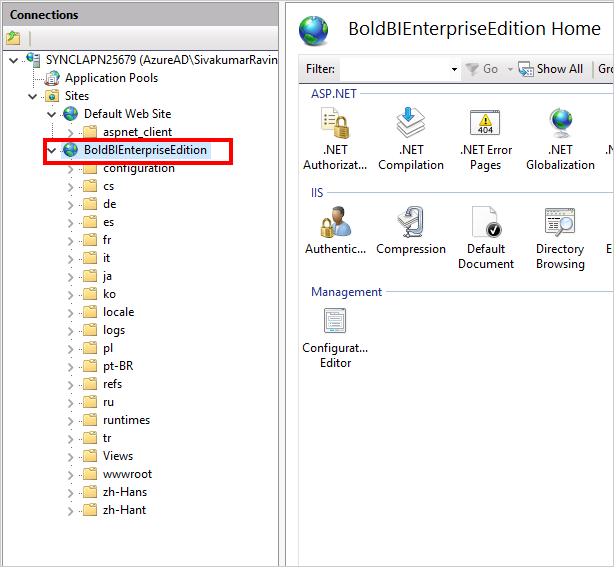 Connections
SYNCLAPN25679 (AzureAD\SivakumarRavin
Application Pools
Sites
Default Web Site
aspnet_client
BoldBIEnterpriseEdition
configuration
cs
de
es
fr
it
ja
ko
locale
logs
pl
pt-BR
refs
ru
runtimes
tr
Views
wwwroot
zh-Hans
zh-Hant
BoldBIEnterpriseEdition Home
Filter: Go Show All Gro
ASP.NET
.NET Authorizat...
.NET Compilation
.NET Error Pages
404
.NET Globalization
IIS
Authentic...
Compression
Default Document
Directory Browsing
E
Management
Configurat... Editor